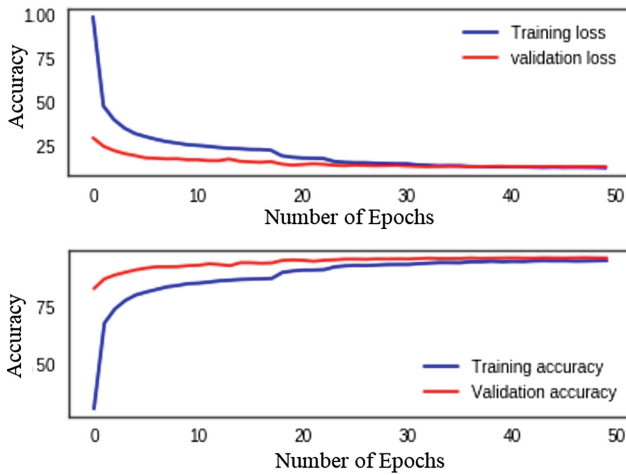 1.00
75
50
25
Accuracy
Training loss
validation loss
0 10 20 30 40 50
Number of Epochs
75
50
Accuracy
Training accuracy
Validation accuracy
0 10 20 30 40 50
Number of Epochs